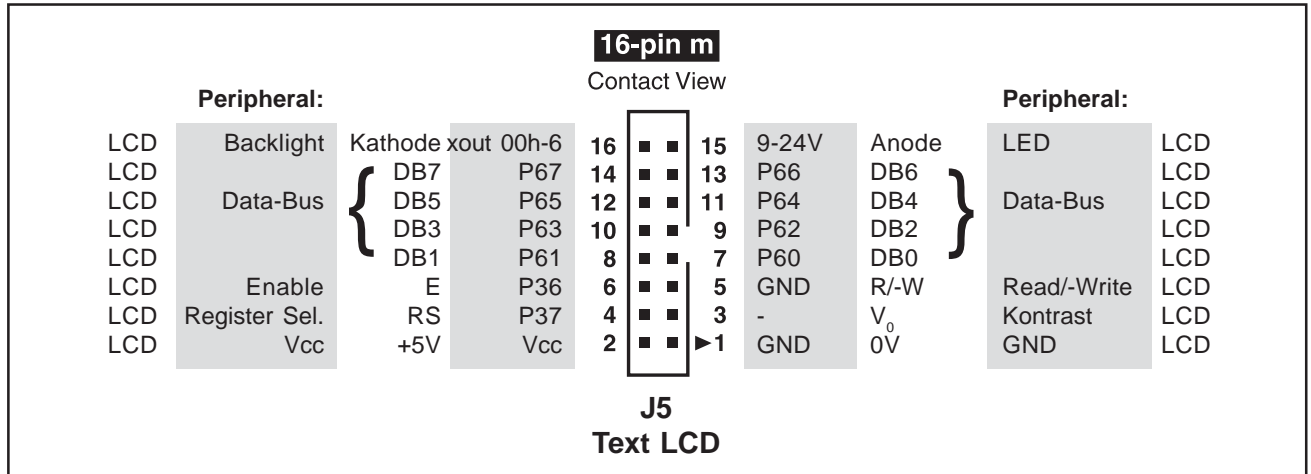 16-pin m
Contact View
Peripheral: Peripheral:
LCD Backlight Kathode xout 00h-6 16 15 9-24V Anode LED LCD
LCD DB7 P67 14 13 P66 DB6 LCD
LCD Data-Bus { DB5 P65 12 11 P64 DB4 } Data-Bus LCD
LCD DB3 P63 10 9 P62 DB2 LCD
LCD DB1 P61 8 7 P60 DB0 LCD
LCD Enable E P36 6 5 GND R/-W Read/-Write LCD
LCD Register Sel. RS P37 4 3 - V0 Kontrast LCD
LCD Vcc +5V Vcc 2 ►1 GND 0V GND LCD
J5
Text LCD